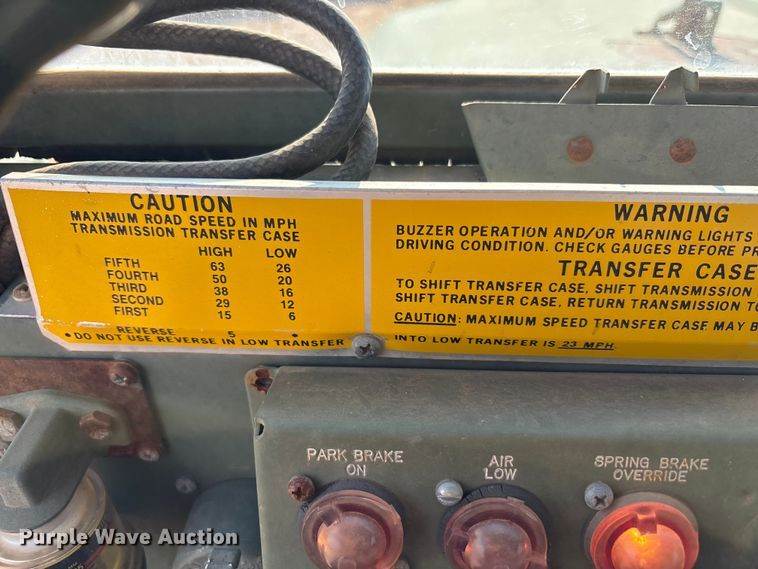 CAUTION
MAXIMUM ROAD SPEED IN MPH
TRANSMISSION TRANSFER CASE
HIGH LOW
FIFTH 63 26
FOURTH 50 20
THIRD 38 16
SECOND 29 12
FIRST 15 6
REVERSE 5 •
• DO NOT USE REVERSE IN LOW TRANSFER
WARNING
BUZZER OPERATION AND/OR WARNING LIGHTS
DRIVING CONDITION. CHECK GAUGES BEFORE
TRANSFER CASE
TO SHIFT TRANSFER CASE, SHIFT TRANSMISSION
SHIFT TRANSFER CASE, RETURN TRANSMISSION
CAUTION: MAXIMUM SPEED TRANSFER CASE MAY
INTO LOW TRANSFER IS 23 MPH.
PARK BRAKE
ON
AIR
LOW
SPRING BRAKE
OVERRIDE
Purple Wave Auction